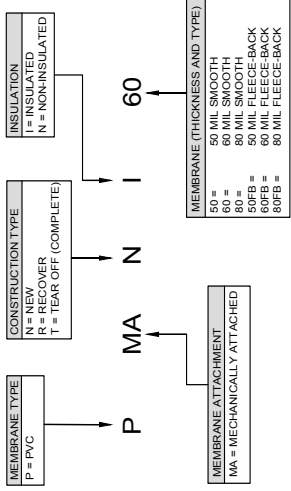 MEMBRANE TYPE
P = PVC
CONSTRUCTION TYPE
N = NEW
R = RECOVER
T = TEAR OFF (COMPLETE)
INSULATION
I = INSULATED
N = NON-INSULATED
P MA N I 60
MEMBRANE ATTACHMENT
MA = MECHANICALLY ATTACHED
MEMBRANE (THICKNESS AND TYPE)
50 = 50 MIL SMOOTH
60 = 60 MIL SMOOTH
80 = 80 MIL SMOOTH
50FB = 50 MIL FLEECE-BACK
60FB = 60 MIL FLEECE-BACK
80FB = 80 MIL FLEECE-BACK